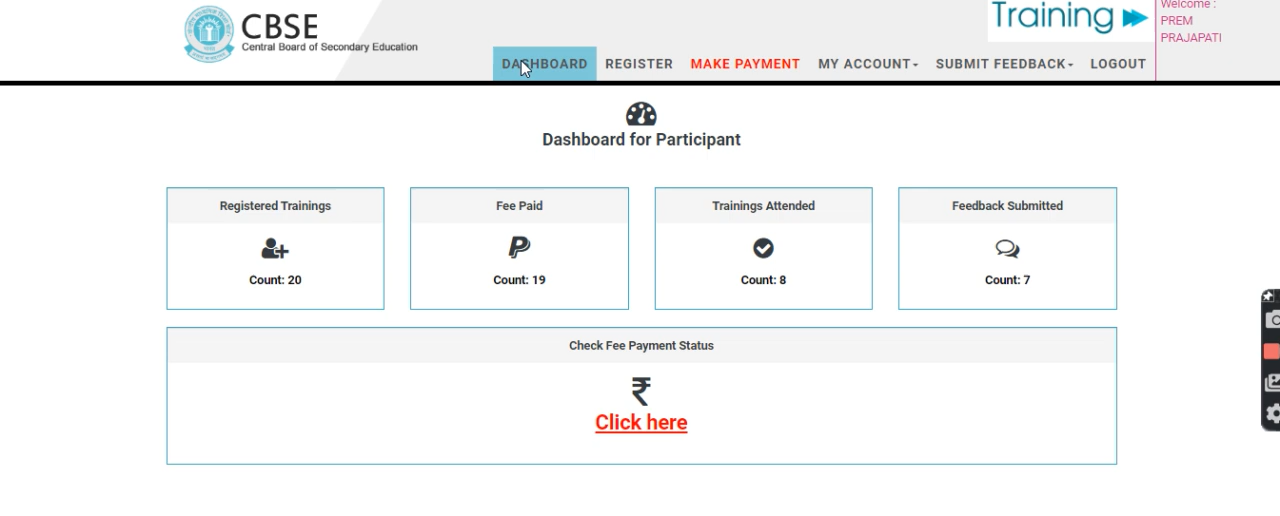 CBSE
Central Board of Secondary Education
Training
Welcome :
PREM
PRAJAPATI
DASHBOARD REGISTER MAKE PAYMENT MY ACCOUNT SUBMIT FEEDBACK LOGOUT
Dashboard for Participant
Registered Trainings Fee Paid Trainings Attended Feedback Submitted
Count: 20 Count: 19 Count: 8 Count: 7
Check Fee Payment Status
₹
Click here